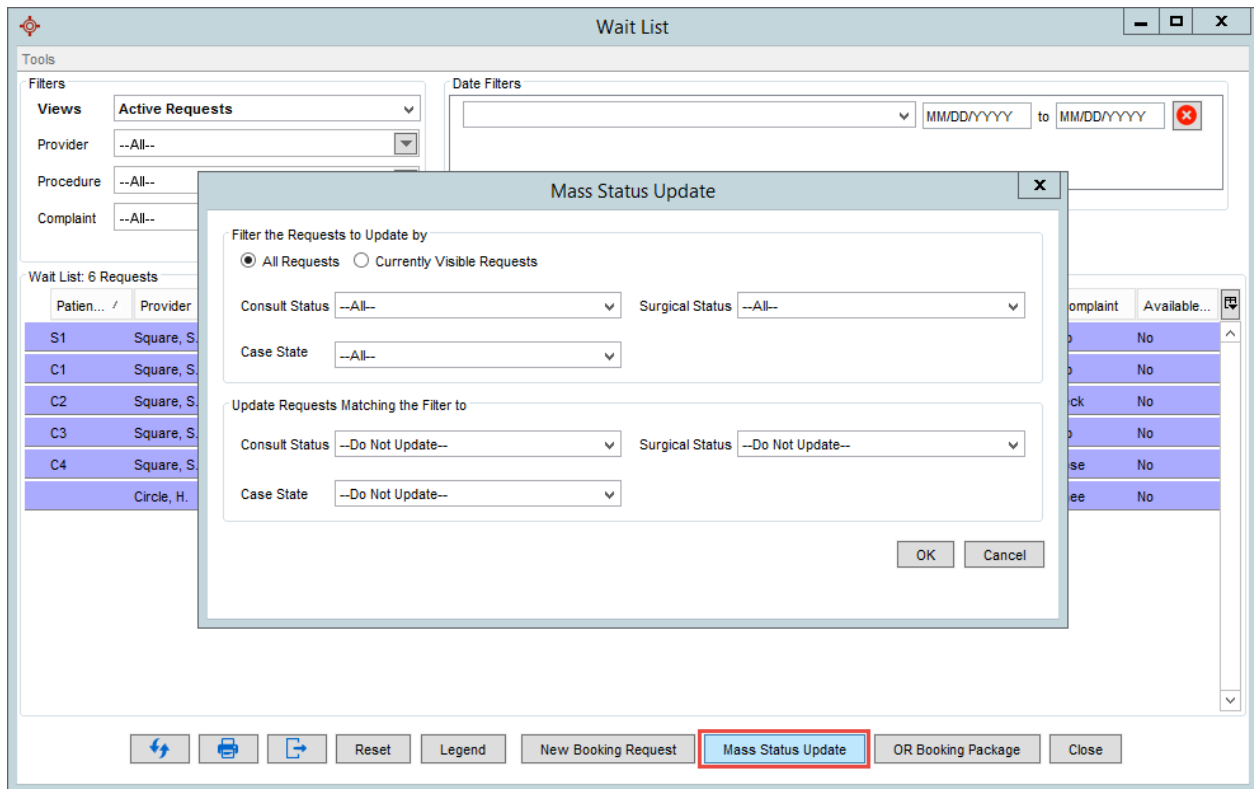 Wait List
Tools
Filters
Date Filters
Views Active Requests
MM/DD/YYYY to MM/DD/YYYY
Provider --All--
Procedure --All--
Complaint --All--
Mass Status Update
Filter the Requests to Update by
All Requests Currently Visible Requests
Consult Status --All-- Surgical Status --All--
Case State --All--
Update Requests Matching the Filter to
Consult Status --Do Not Update-- Surgical Status --Do Not Update--
Case State --Do Not Update--
OK Cancel
Wait List: 6 Requests
Patien... Provider omplaint Available...
S1 Square, S. No
C1 Square, S. No
C2 Square, S. ck No
C3 Square, S. No
C4 Square, S. se No
Circle, H. ee No
Reset Legend New Booking Request Mass Status Update OR Booking Package Close